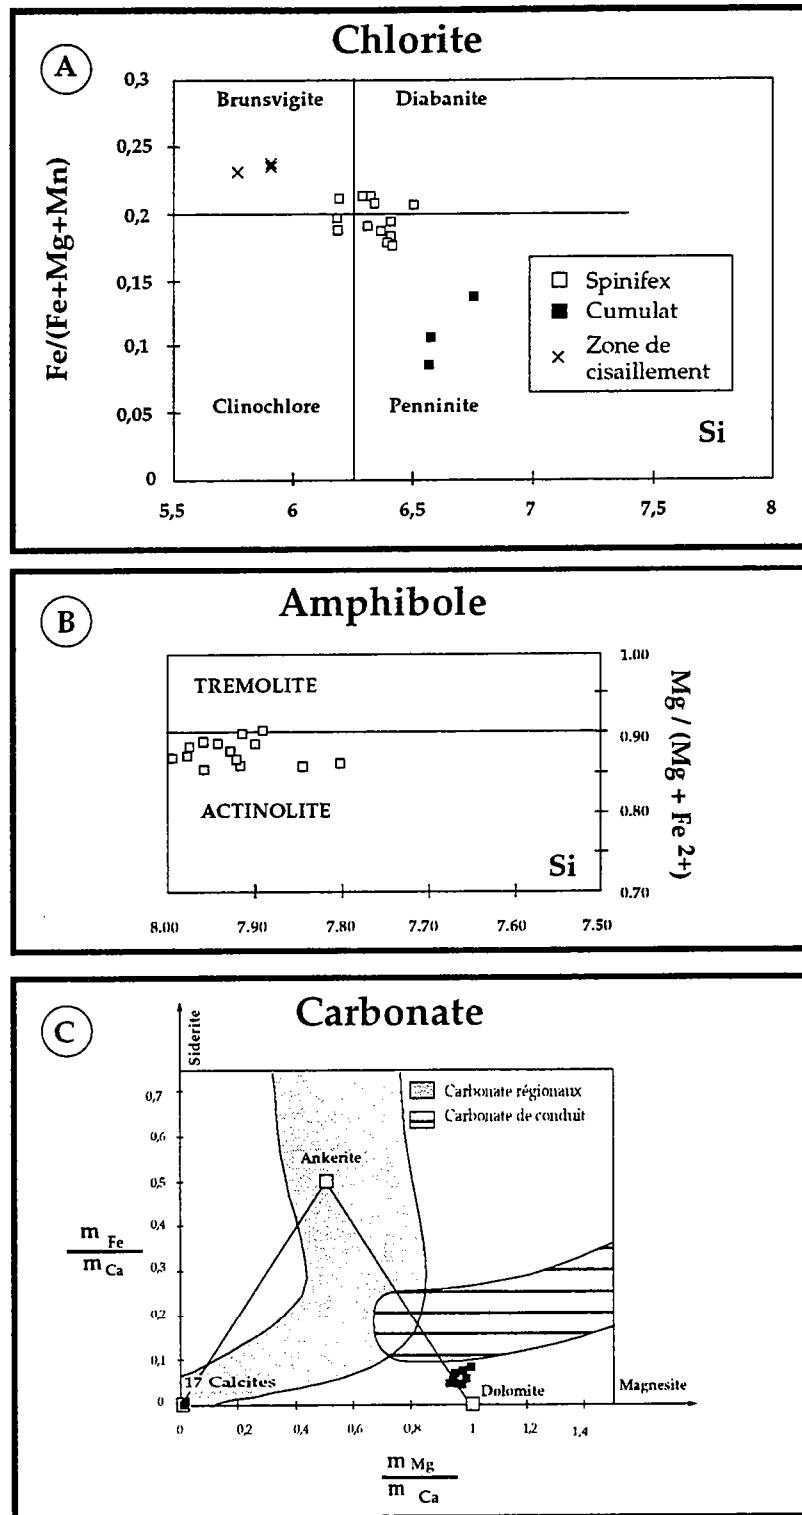 A
Chlorite
0,3
0,25
0,2
0,15
0,1
0,05
0
Fe/(Fe+Mg+Mn)
Brunsvigite
Diabanite
Clinochlore
Penninite
Spinifex
Cumulat
Zone de
cisaillement
Si
5,5
6
6,5
7
7,5
8
B
Amphibole
TREMOLITE
ACTINOLITE
Si
1.00
0.90
0.80
0.70
Mg / (Mg + Fe 2+)
8.00
7.90
7.80
7.70
7.60
7.50
C
Carbonate
Siderite
Carbonate régionaux
Carbonate de conduit
0,7
0,6
0,5
0,4
0,3
0,2
0,1
0
m Fe
m Ca
Ankerite
17 Calcites
Dolomite
Magnesite
0
0,2
0,4
0,6
0,8
1
1,2
1,4
m Mg
m Ca